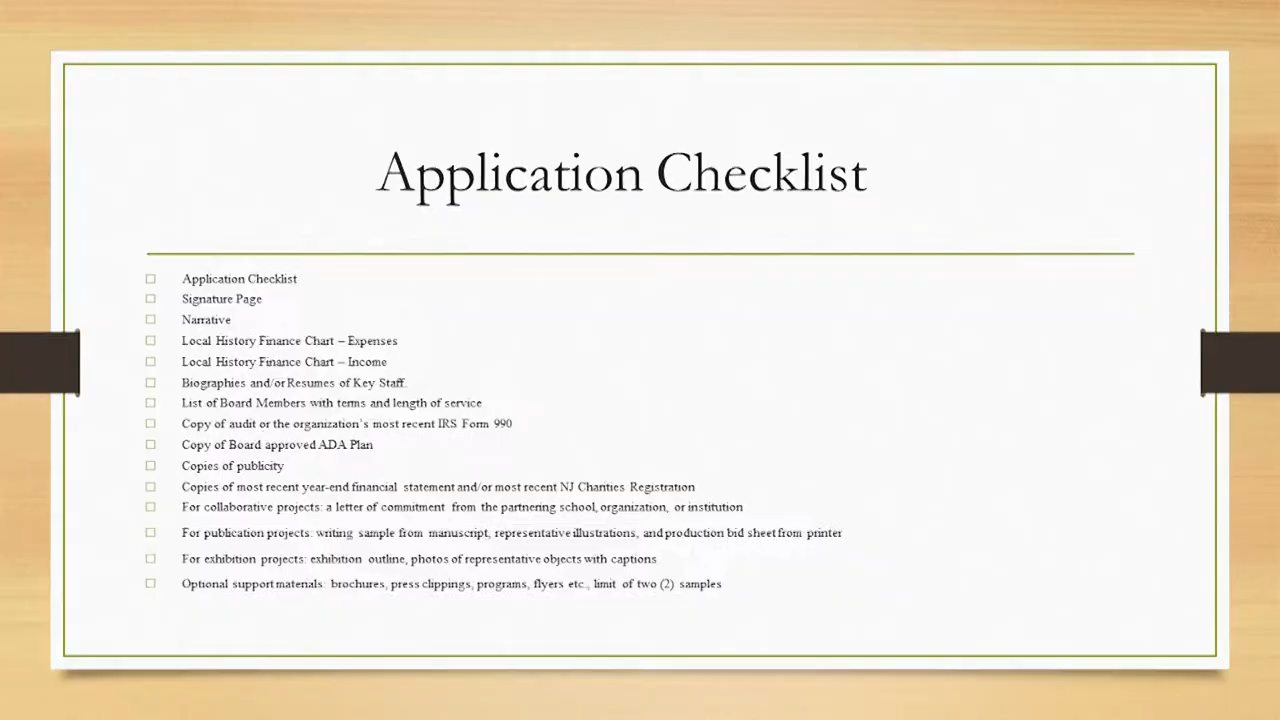 Application Checklist
Application Checklist
Signature Page
Narrative
Local History Finance Chart – Expenses
Local History Finance Chart – Income
Biographies and/or Resumes of Key Staff.
List of Board Members with terms and length of service
Copy of audit or the organization's most recent IRS Form 990
Copy of Board approved ADA Plan
Copies of publicity
Copies of most recent year-end financial statement and/or most recent NJ Charities Registration
For collaborative projects: a letter of commitment from the partnering school, organization, or institution
For publication projects: writing sample from manuscript, representative illustrations, and production bid sheet from printer
For exhibition projects: exhibition outline, photos of representative objects with captions
Optional support materials: brochures, press clippings, programs, flyers etc., limit of two (2) samples